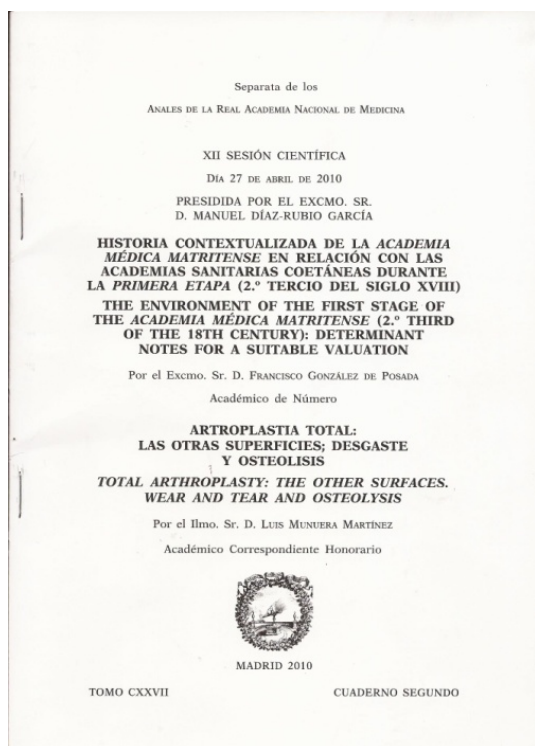 Separata de los
ANALES DE LA REAL ACADEMIA NACIONAL DE MEDICINA
XII SESIÓN CIENTÍFICA
DÍA 27 DE ABRIL DE 2010
PRESIDIDA POR EL EXCMO. SR.
D. MANUEL DÍAZ-RUBIO GARCÍA
HISTORIA CONTEXTUALIZADA DE LA ACADEMIA
MÉDICA MATRITENSE EN RELACIÓN CON LAS
ACADEMIAS SANITARIAS COETÁNEAS DURANTE
LA PRIMERA ETAPA (2.º TERCIO DEL SIGLO XVIII)
THE ENVIRONMENT OF THE FIRST STAGE OF
THE ACADEMIA MÉDICA MATRITENSE (2.º THIRD
OF THE 18TH CENTURY): DETERMINANT
NOTES FOR A SUITABLE VALUATION
Por el Excmo. Sr. D. FRANCISCO GONZÁLEZ DE POSADA
Académico de Número
ARTROPLASTIA TOTAL:
LAS OTRAS SUPERFICIES; DESGASTE
Y OSTEOLISIS
TOTAL ARTHROPLASTY: THE OTHER SURFACES.
WEAR AND TEAR AND OSTEOLYSIS
Por el Ilmo. Sr. D. LUIS MUNUERA MARTÍNEZ
Académico Correspondiente Honorario
MADRID 2010
TOMO CXXVII CUADERNO SEGUNDO